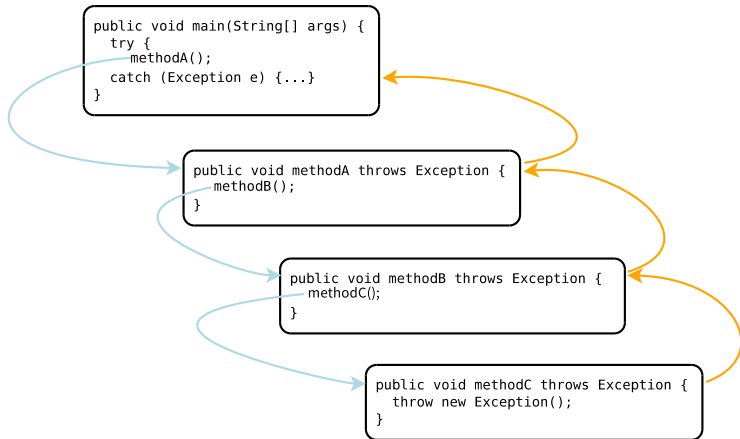 public void main(String[] args) {
  try {
    methodA();
  catch (Exception e) {...}
}
public void methodA throws Exception {
  methodB();
}
public void methodB throws Exception {
  methodC();
}
public void methodC throws Exception {
  throw new Exception();
}